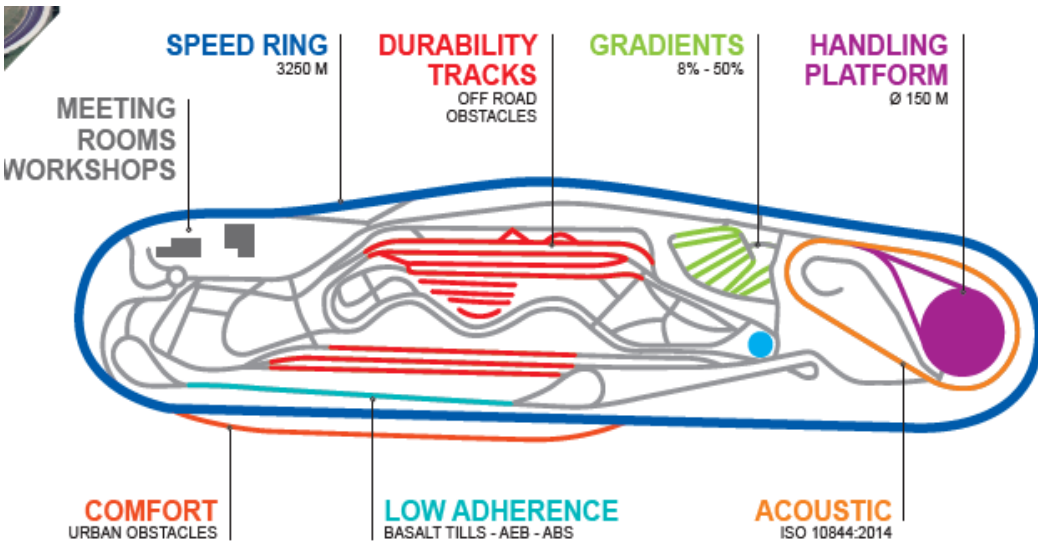 SPEED RING
3250 M
DURABILITY
TRACKS
OFF ROAD
OBSTACLES
GRADIENTS
8% - 50%
HANDLING
PLATFORM
Ø 150 M
MEETING
ROOMS
WORKSHOPS
COMFORT
URBAN OBSTACLES
LOW ADHERENCE
BASALT TILLS - AEB - ABS
ACOUSTIC
ISO 10844:2014